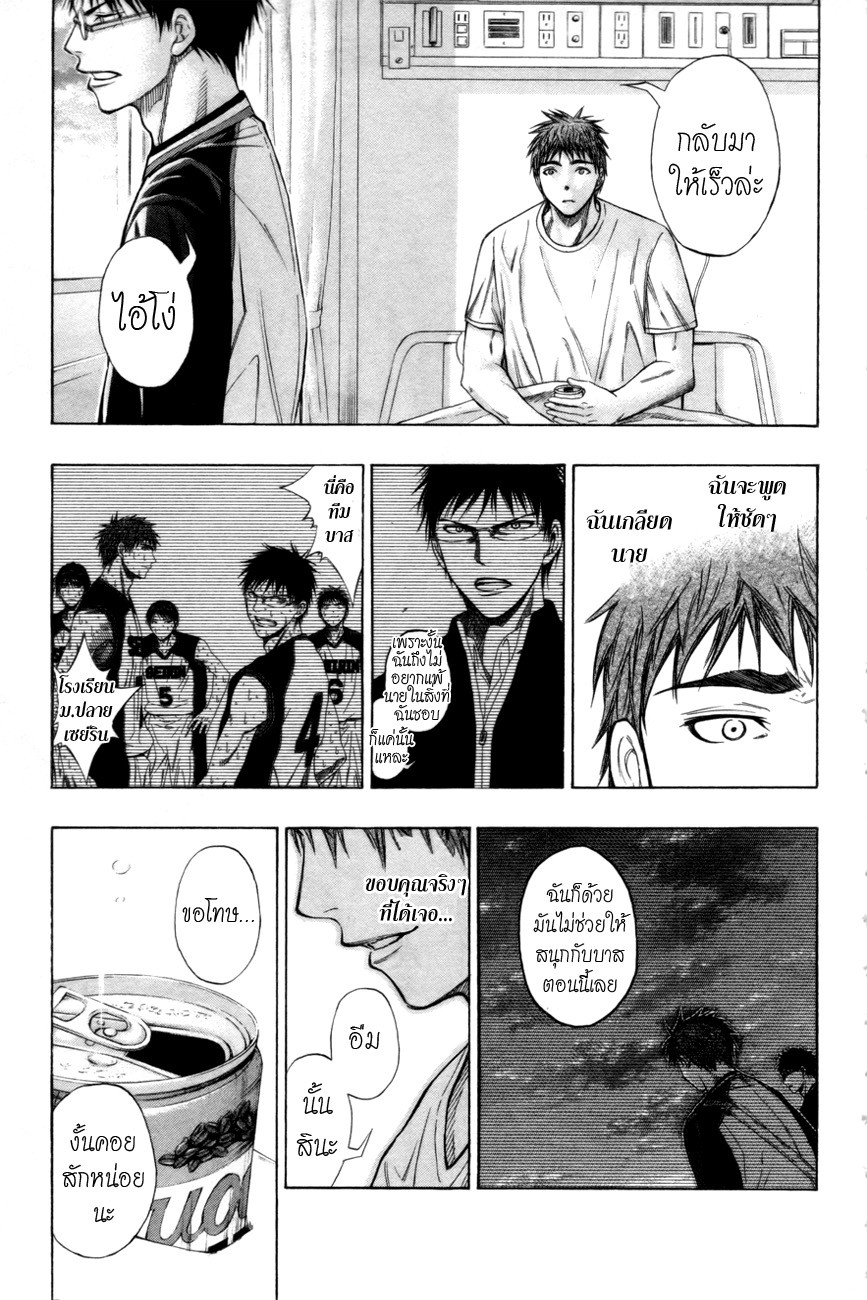 กลับมา
ให้เร็วล่ะ
ไอ้โง่
ฉันจะพูด
ให้ชัดๆ
ฉันเกลียด
นาย
เพราะงั้น
ฉันถึงไม่
อยากแพ้
นายในสิ่งที่
ฉันชอบ
ก็แค่นั้น
แหละ
นี่คือ
ทีม
บาส
โรงเรียน
ม.ปลาย
เซย์ริน
SEIRIN
5
4
6
ฉันก็ด้วย
มันไม่ช่วยให้
สนุกกับบาส
ตอนนี้เลย
ขอบคุณจริงๆ
ที่ได้เจอ...
อืม
นั้น
สินะ
ขอโทษ...
งั้นคอย
สักหน่อย
นะ